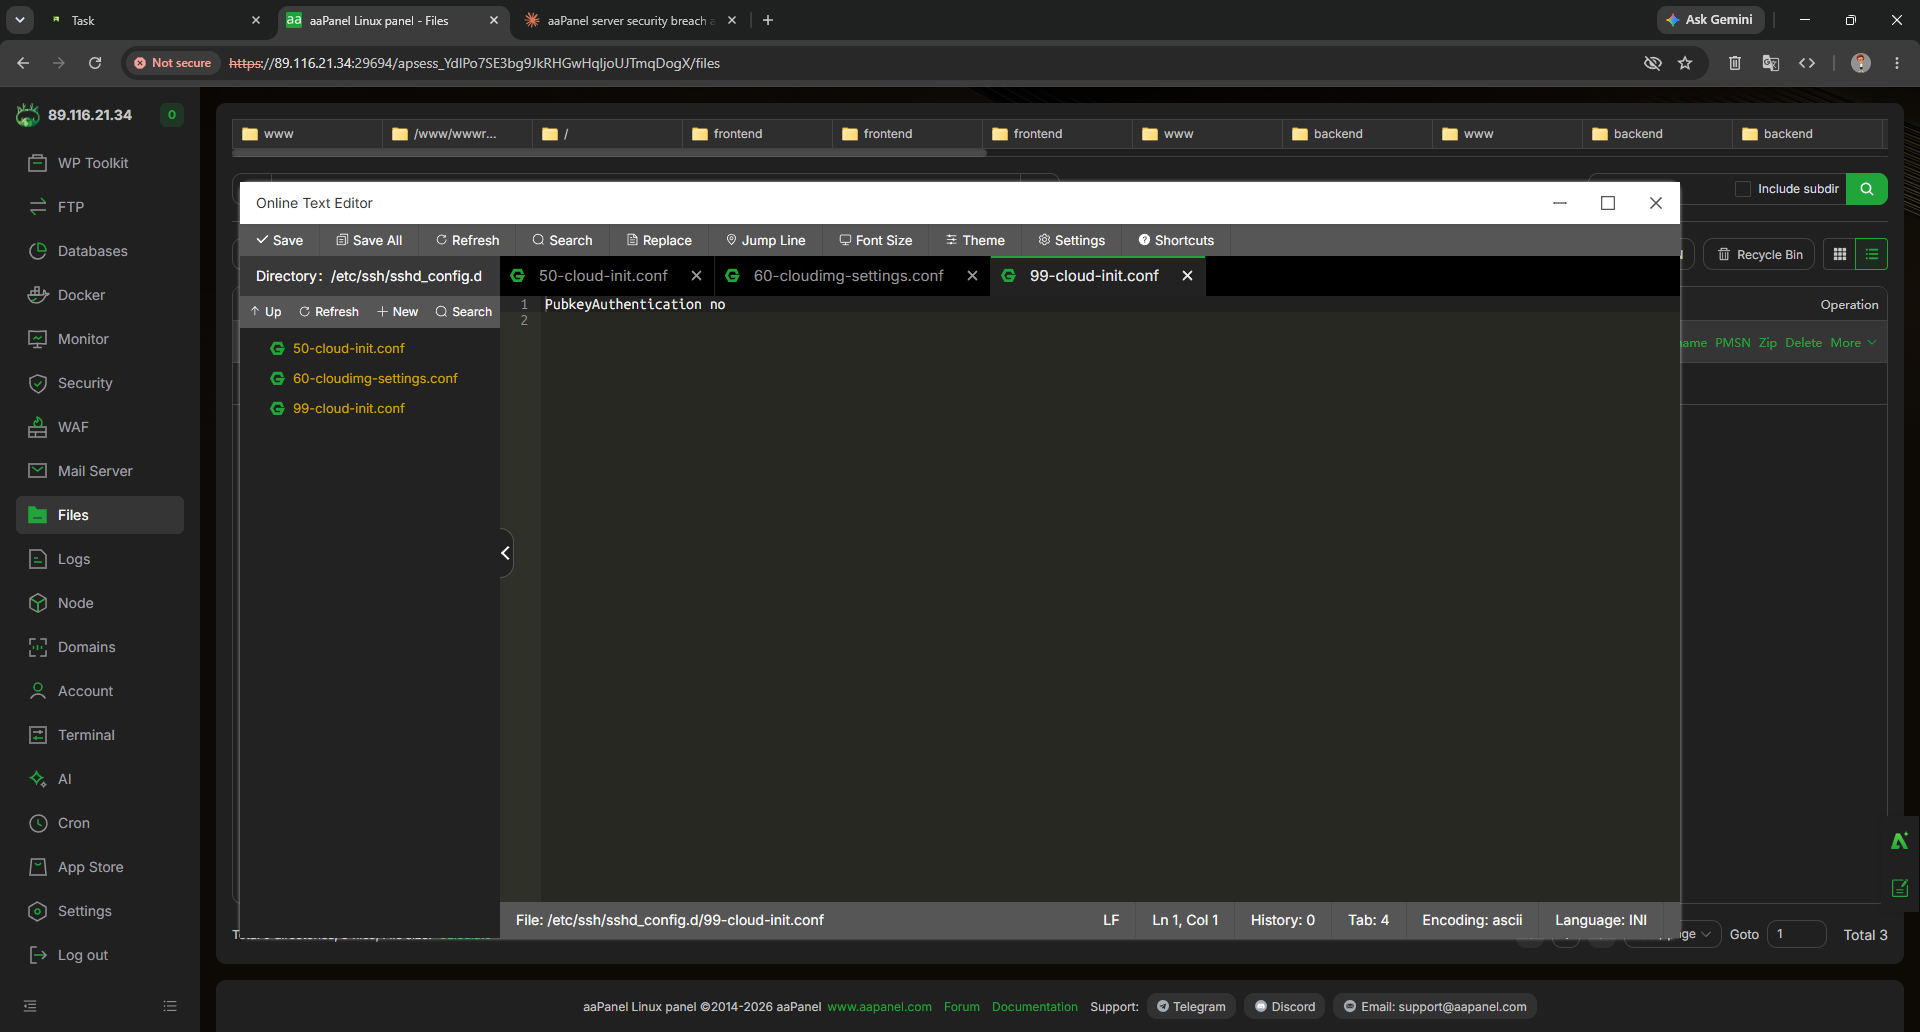 Task
aaPanel Linux panel - Files
aaPanel server security breach a
Ask Gemini
Not secure
https://89.116.21.34:29694/apsess_YdlPo7SE3bg9JkRHGwHqljoUJTmqDogX/files
89.116.21.34
0
WP Toolkit
FTP
Databases
Docker
Monitor
Security
WAF
Mail Server
Files
Logs
Node
Domains
Account
Terminal
AI
Cron
App Store
Settings
Log out
www
/www/wwwr...
/
frontend
frontend
frontend
www
backend
www
backend
backend
Include subdir
Recycle Bin
Operation
PMSN Zip Delete More
Online Text Editor
Save
Save All
Refresh
Search
Replace
Jump Line
Font Size
Theme
Settings
Shortcuts
Directory: /etc/ssh/sshd_config.d
50-cloud-init.conf
60-cloudimg-settings.conf
99-cloud-init.conf
Up
Refresh
New
Search
50-cloud-init.conf
60-cloudimg-settings.conf
99-cloud-init.conf
1 PubkeyAuthentication no
2
File: /etc/ssh/sshd_config.d/99-cloud-init.conf
LF
Ln 1, Col 1
History: 0
Tab: 4
Encoding: ascii
Language: INI
Goto
1
Total 3
aaPanel Linux panel ©2014-2026 aaPanel www.aapanel.com Forum Documentation Support: Telegram Discord Email: support@aapanel.com